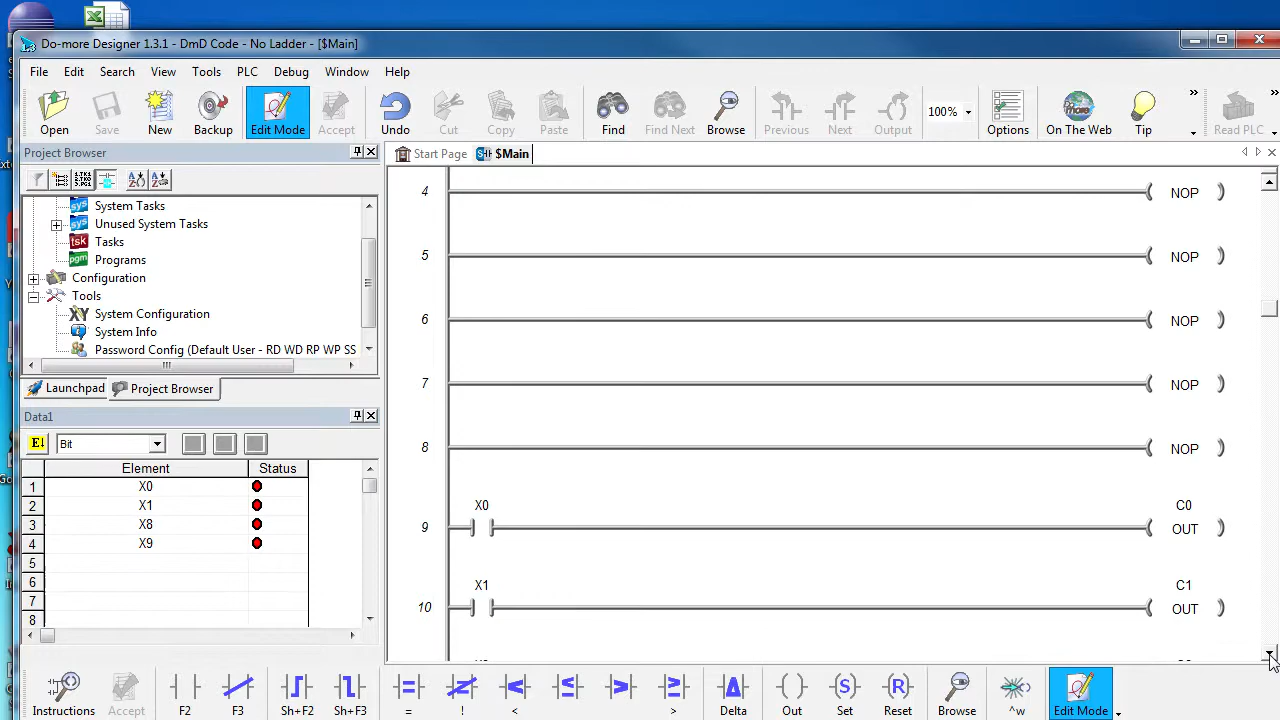 Do-more Designer 1.3.1 - DmD Code - No Ladder - [$Main]
File Edit Search View Tools PLC Debug Window Help
Open Save New Backup Edit Mode Accept Undo Cut Copy Paste Find Find Next Browse Previous Next Output 100% Options On The Web Tip Read PLC
Project Browser
Start Page $Main
System Tasks
Unused System Tasks
Tasks
Programs
Configuration
Tools
System Configuration
System Info
Password Config (Default User - RD WD RP WP SS
Launchpad Project Browser
Data1
Bit
Element Status
1 X0
2 X1
3 X8
4 X9
5
6
7
8
4 NOP
5 NOP
6 NOP
7 NOP
8 NOP
X0 C0
9 OUT
X1 C1
10 OUT
Instructions Accept F2 F3 Sh+F2 Sh+F3 = ! < > Delta Out Set Reset Browse ^w Edit Mode